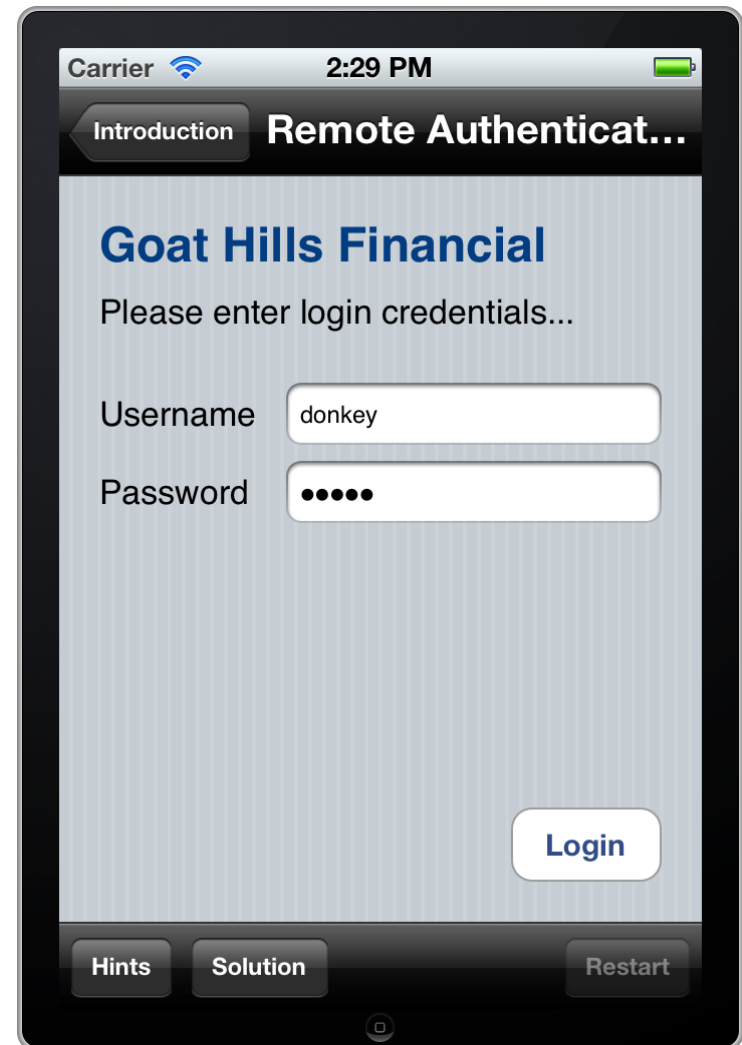 Carrier 2:29 PM
Introduction Remote Authenticat...
Goat Hills Financial
Please enter login credentials...
Username donkey
Password •••••
Login
Hints Solution Restart